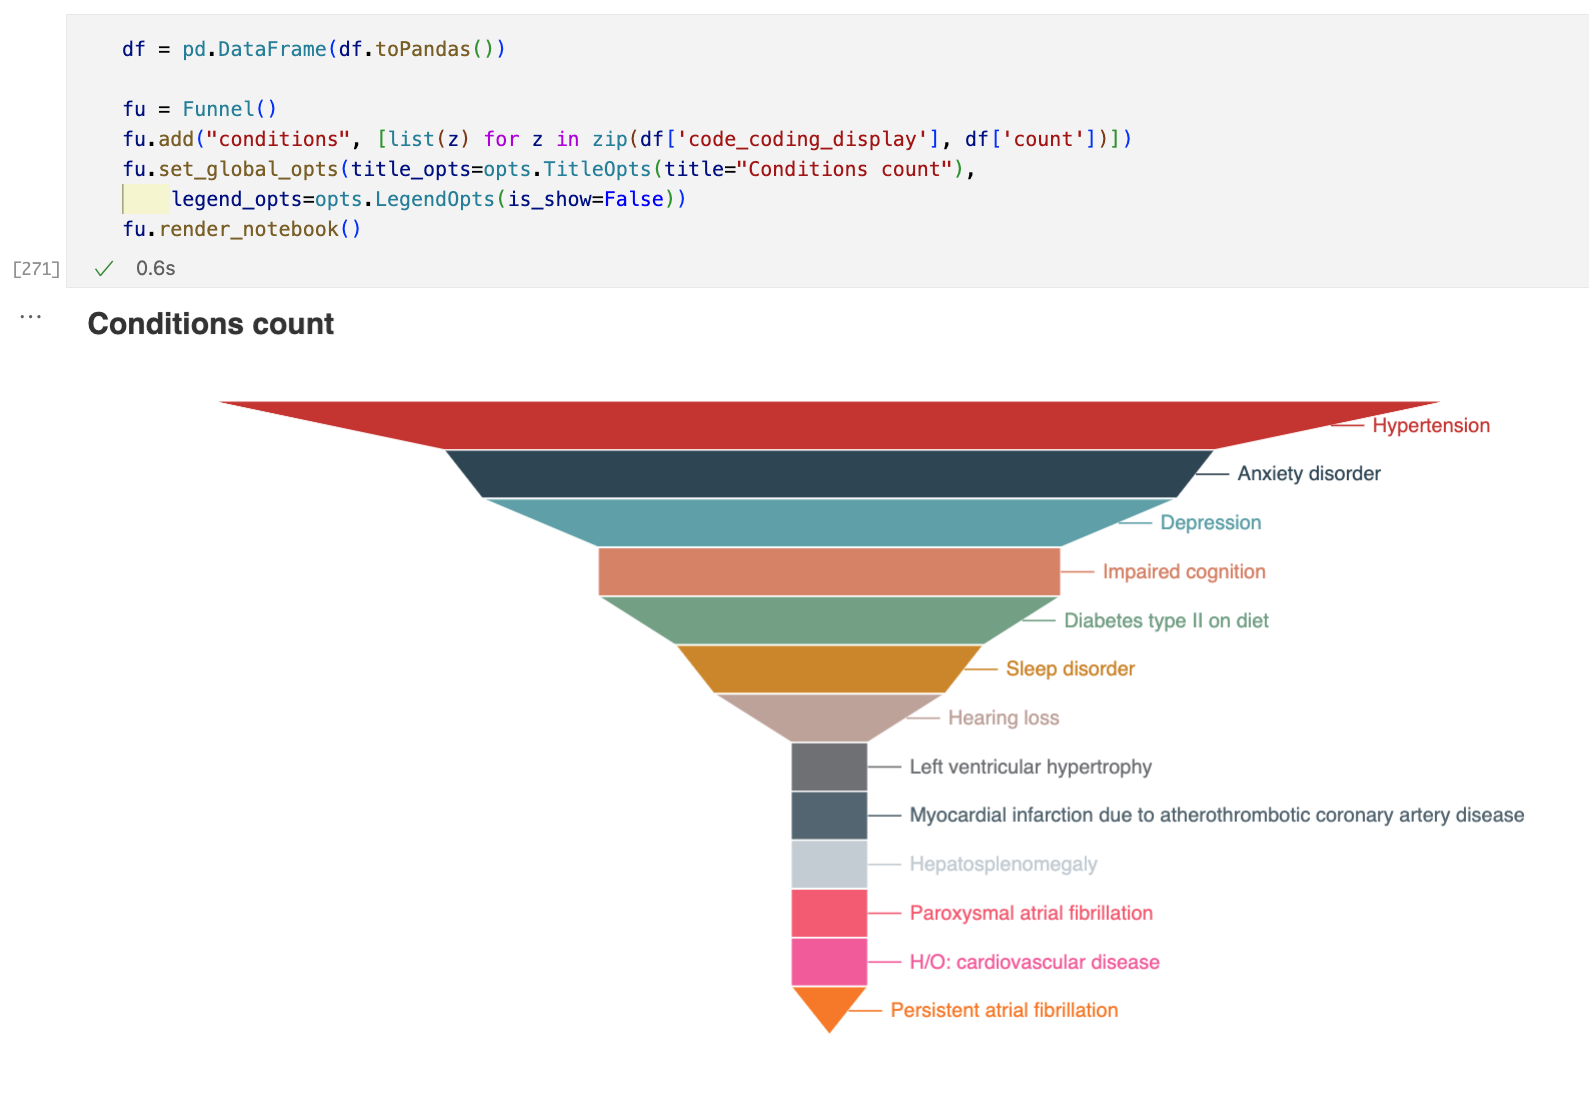 df = pd.DataFrame(df.toPandas())
fu = Funnel()
fu.add("conditions", [list(z) for z in zip(df['code_coding_display'], df['count'])])
fu.set_global_opts(title_opts=opts.TitleOpts(title="Conditions count"),
legend_opts=opts.LegendOpts(is_show=False))
fu.render_notebook()
[271]
0.6s
...
Conditions count
Hypertension
Anxiety disorder
Depression
Impaired cognition
Diabetes type II on diet
Sleep disorder
Hearing loss
Left ventricular hypertrophy
Myocardial infarction due to atherothrombotic coronary artery disease
Hepatosplenomegaly
Paroxysmal atrial fibrillation
H/O: cardiovascular disease
Persistent atrial fibrillation